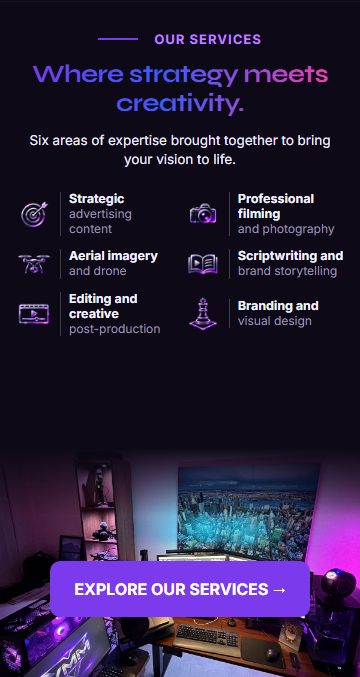 OUR SERVICES
Where strategy meets
creativity.
Six areas of expertise brought together to bring
your vision to life.
Strategic
advertising
content
Professional
filming
and photography
Aerial imagery
and drone
Scriptwriting and
brand storytelling
Editing and
creative
post-production
Branding and
visual design
EXPLORE OUR SERVICES →